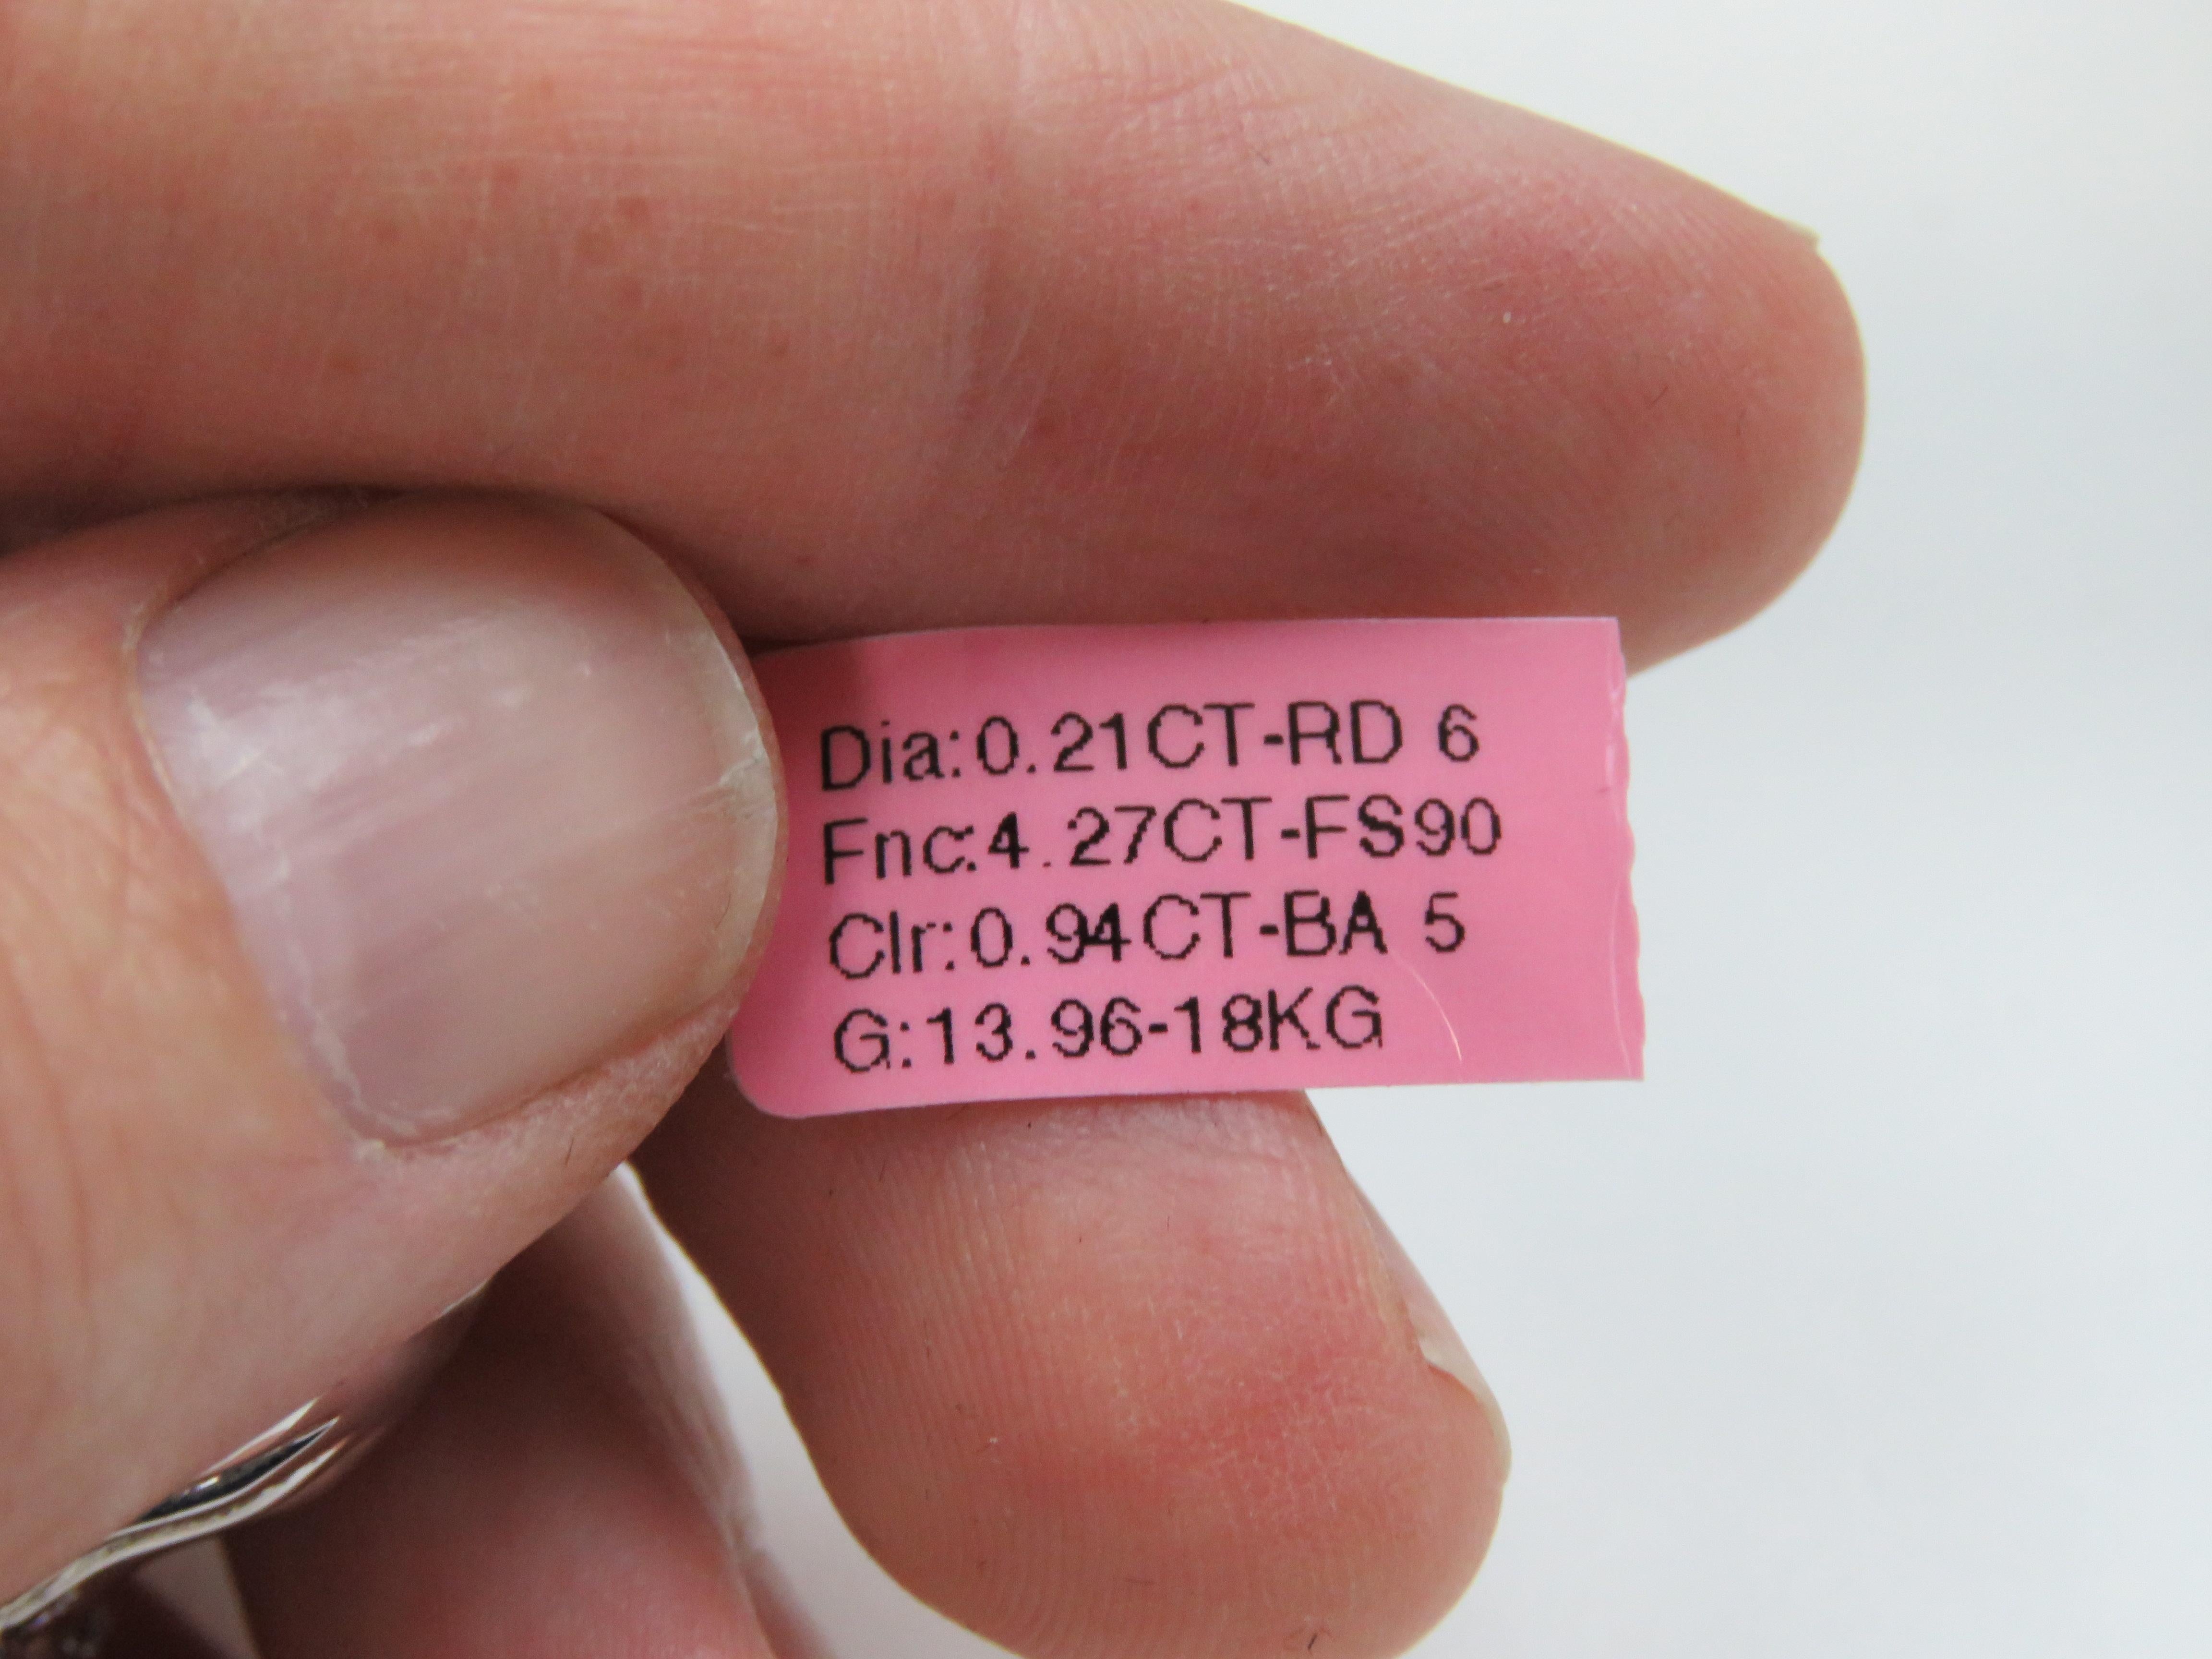 Dia:0.21CT-RD 6
Fnc:4.27CT-FS90
Clr:0.94CT-BA 5
G:13.96-18KG